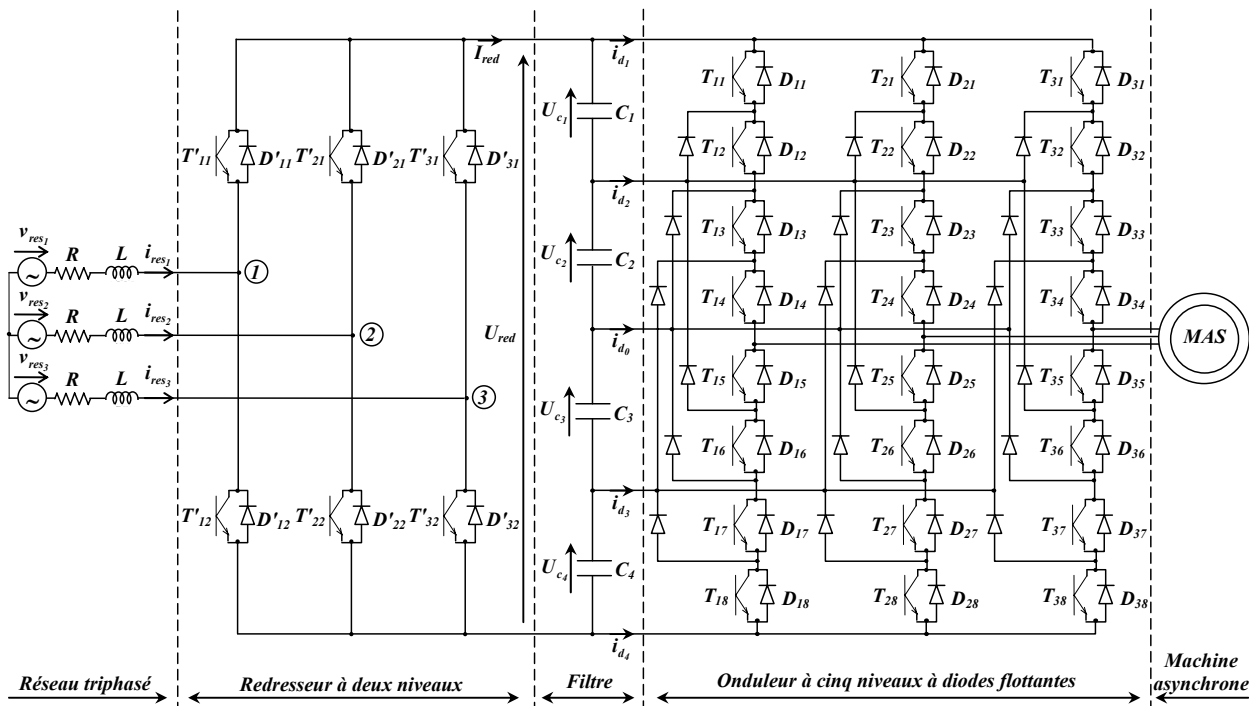 I_red i_d1 i_d2 i_d0 i_d3 i_d4
T'11 D'11 T'21 D'21 T'31 D'31
T'12 D'12 T'22 D'22 T'32 D'32
v_res1 R L i_res1 1
v_res2 R L i_res2 2
v_res3 R L i_res3 3
U_red
U_c1 C1
U_c2 C2
U_c3 C3
U_c4 C4
T11 D11 T21 D21 T31 D31
T12 D12 T22 D22 T32 D32
T13 D13 T23 D23 T33 D33
T14 D14 T24 D24 T34 D34
MAS
T15 D15 T25 D25 T35 D35
T16 D16 T26 D26 T36 D36
T17 D17 T27 D27 T37 D37
T18 D18 T28 D28 T38 D38
Réseau triphasé
Redresseur à deux niveaux
Filtre
Onduleur à cinq niveaux à diodes flottantes
Machine
asynchrone